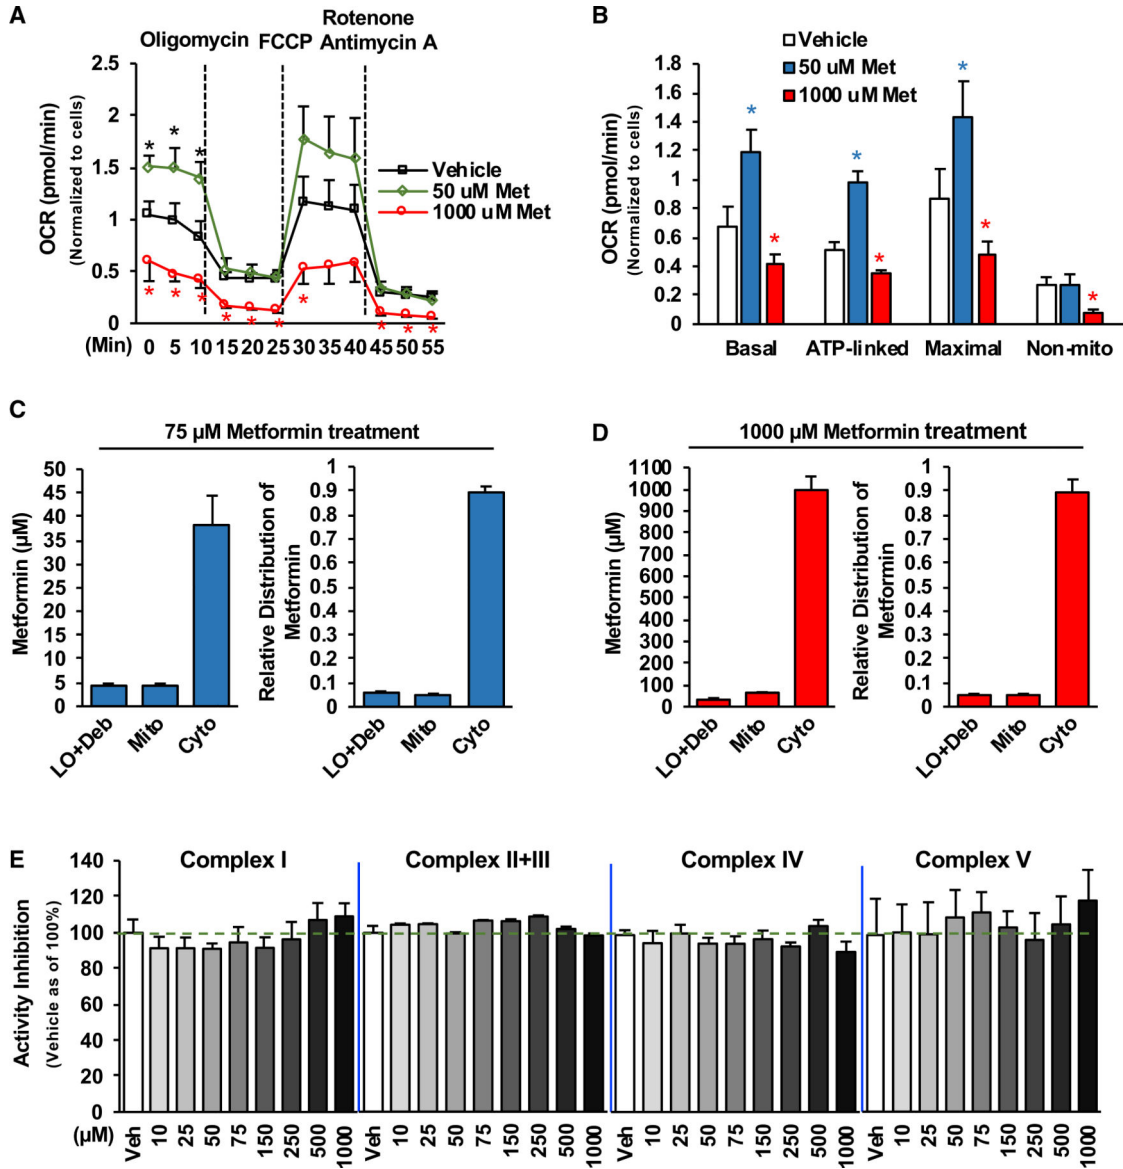 A
Oligomycin FCCP Rotenone Antimycin A
OCR (pmol/min)
(Normalized to cells)
2.5
2
1.5
1
0.5
0
* * *
Vehicle
50 uM Met
1000 uM Met
* * * * * * * * * *
(Min) 0 5 10 15 20 25 30 35 40 45 50 55
B
Vehicle
50 uM Met
1000 uM Met
OCR (pmol/min)
(Normalized to cells)
1.8
1.6
1.4
1.2
1
0.8
0.6
0.4
0.2
0
* * * * * * *
Basal ATP-linked Maximal Non-mito
C
75 µM Metformin treatment
Metformin (µM)
50
45
40
35
30
25
20
15
10
5
0
LO+Deb Mito Cyto
Relative Distribution of
Metformin
1
0.9
0.8
0.7
0.6
0.5
0.4
0.3
0.2
0.1
0
LO+Deb Mito Cyto
D
1000 µM Metformin treatment
Metformin (µM)
1100
1000
900
800
700
600
500
400
300
200
100
0
LO+Deb Mito Cyto
Relative Distribution of
Metformin
1
0.9
0.8
0.7
0.6
0.5
0.4
0.3
0.2
0.1
0
LO+Deb Mito Cyto
E
Complex I Complex II+III Complex IV Complex V
Activity Inhibition
(Vehicle as of 100%)
140
120
100
80
60
40
20
0
(µM) Veh 10 25 50 75 150 250 500 1000 Veh 10 25 50 75 150 250 500 1000 Veh 10 25 50 75 150 250 500 1000 Veh 10 25 50 75 150 250 500 1000